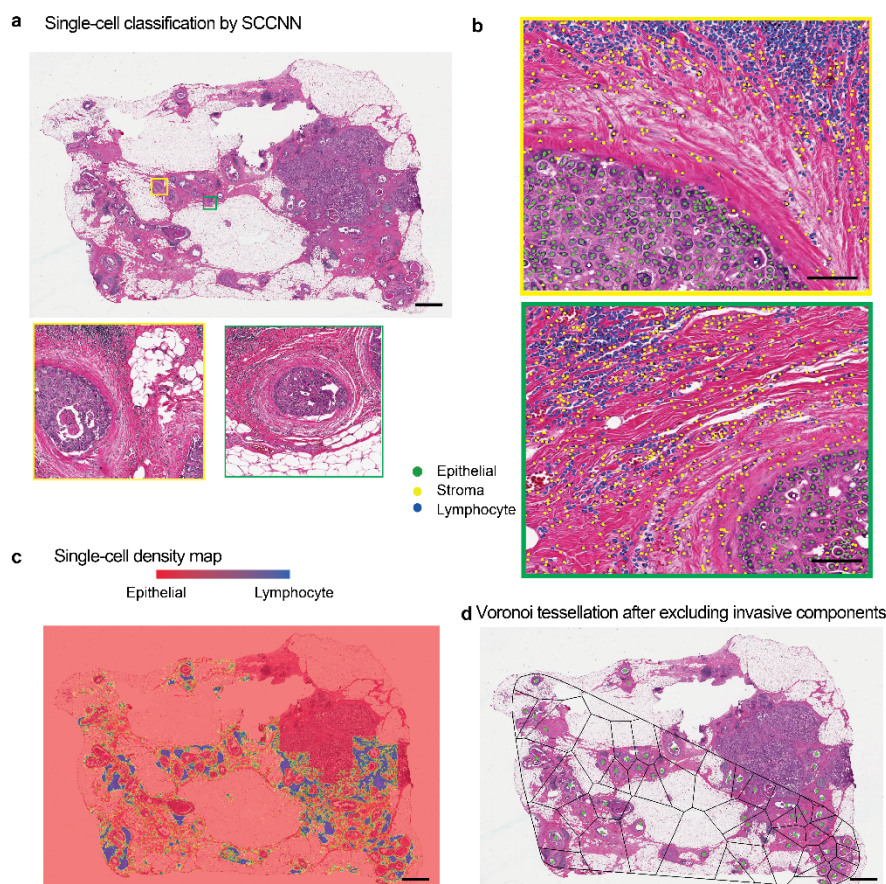 a Single-cell classification by SCCNN
b
Epithelial
Stroma
Lymphocyte
c Single-cell density map
Epithelial Lymphocyte
d Voronoi tessellation after excluding invasive components